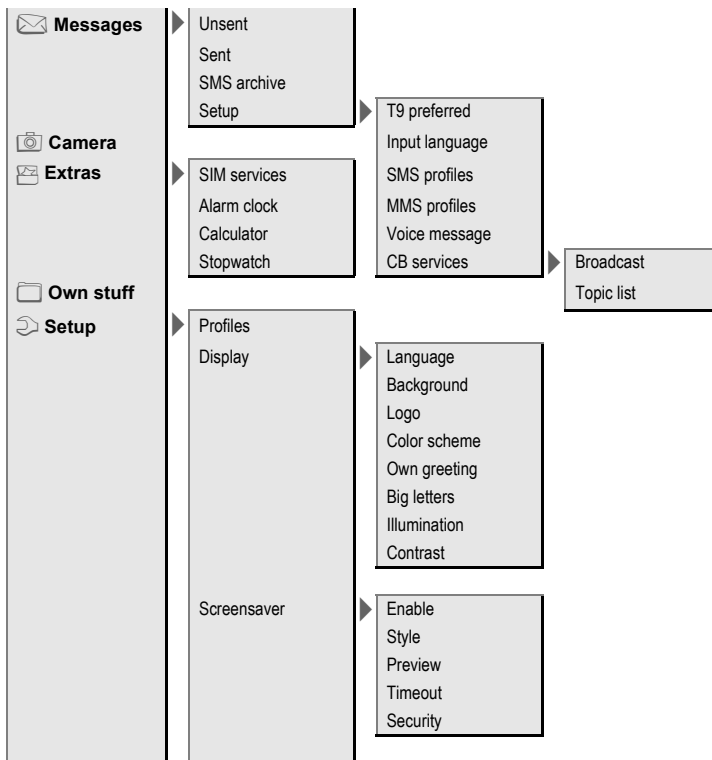 Messages
Unsent
Sent
SMS archive
Setup
T9 preferred
Input language
SMS profiles
MMS profiles
Voice message
CB services
Broadcast
Topic list
Camera
Extras
SIM services
Alarm clock
Calculator
Stopwatch
Own stuff
Setup
Profiles
Display
Language
Background
Logo
Color scheme
Own greeting
Big letters
Illumination
Contrast
Screensaver
Enable
Style
Preview
Timeout
Security